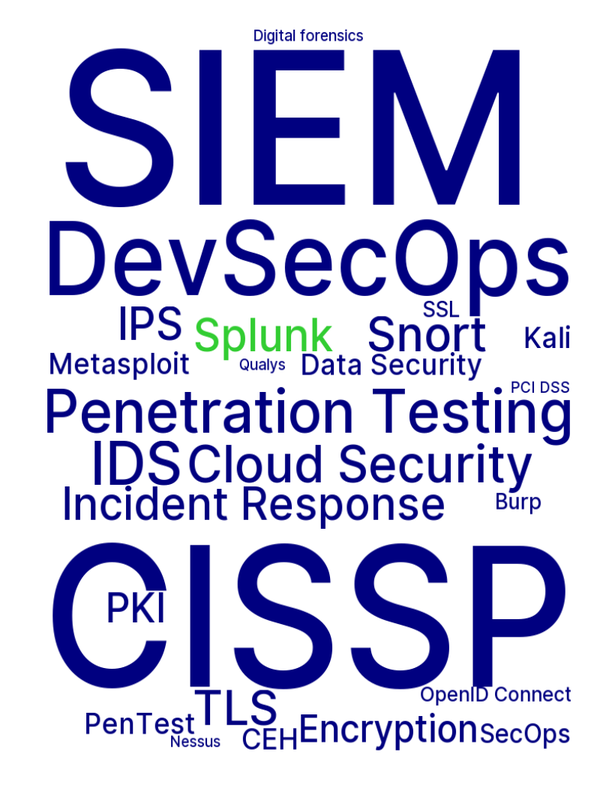 Digital forensics
SIEM
DevSecOps
SSL
IPS Splunk Snort Kali
Metasploit Qualys Data Security
PCI DSS
Penetration Testing
IDS Cloud Security
Incident Response Burp
CISSP
PKI
OpenID Connect
TLS
PenTest Encryption SecOps
Nessus CEH